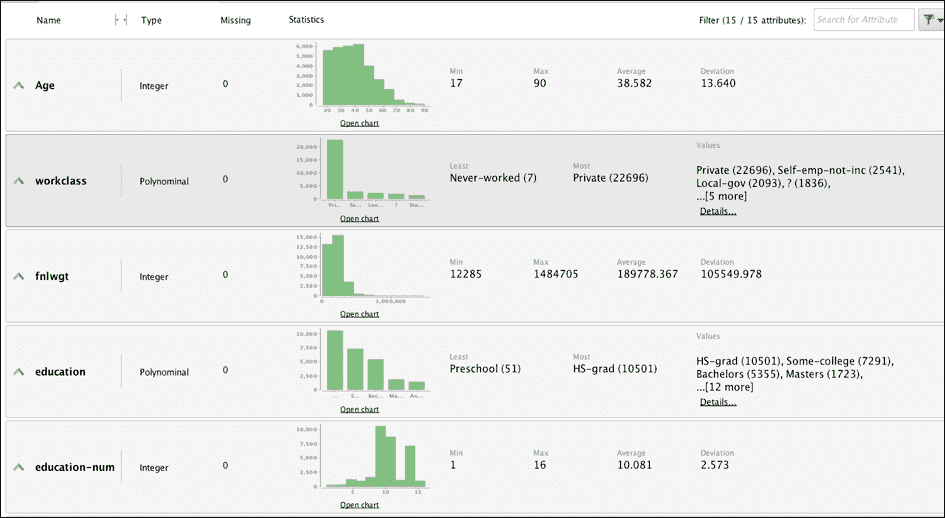 Name Type Missing Statistics Filter (15 / 15 attributes): Search for Attribute
6,000
5,000
4,000
3,000
2,000
1,000
0
20 30 40 50 60 70 80 90
Open chart
Age Integer 0
Min Max Average Deviation
17 90 38.582 13.640
20,000
15,000
10,000
5,000
0
Pri... Se... Loc... ? Sta...
Open chart
workclass Polynominal 0
Least Most Values
Never-worked (7) Private (22696) Private (22696), Self-emp-not-inc (2541),
Local-gov (2093), ? (1836),
...[5 more]
Details...
15,000
12,500
10,000
7,500
5,000
2,500
0
0 1,000,000
Open chart
fnlwgt Integer 0
Min Max Average Deviation
12285 1484705 189778.367 105549.978
10,000
7,500
5,000
2,500
0
... S... Bac... Ma... As...
Open chart
education Polynominal 0
Least Most Values
Preschool (51) HS-grad (10501) HS-grad (10501), Some-college (7291),
Bachelors (5355), Masters (1723),
...[12 more]
Details...
10,000
7,500
5,000
2,500
0
5 10 15
Open chart
education-num Integer 0
Min Max Average Deviation
1 16 10.081 2.573